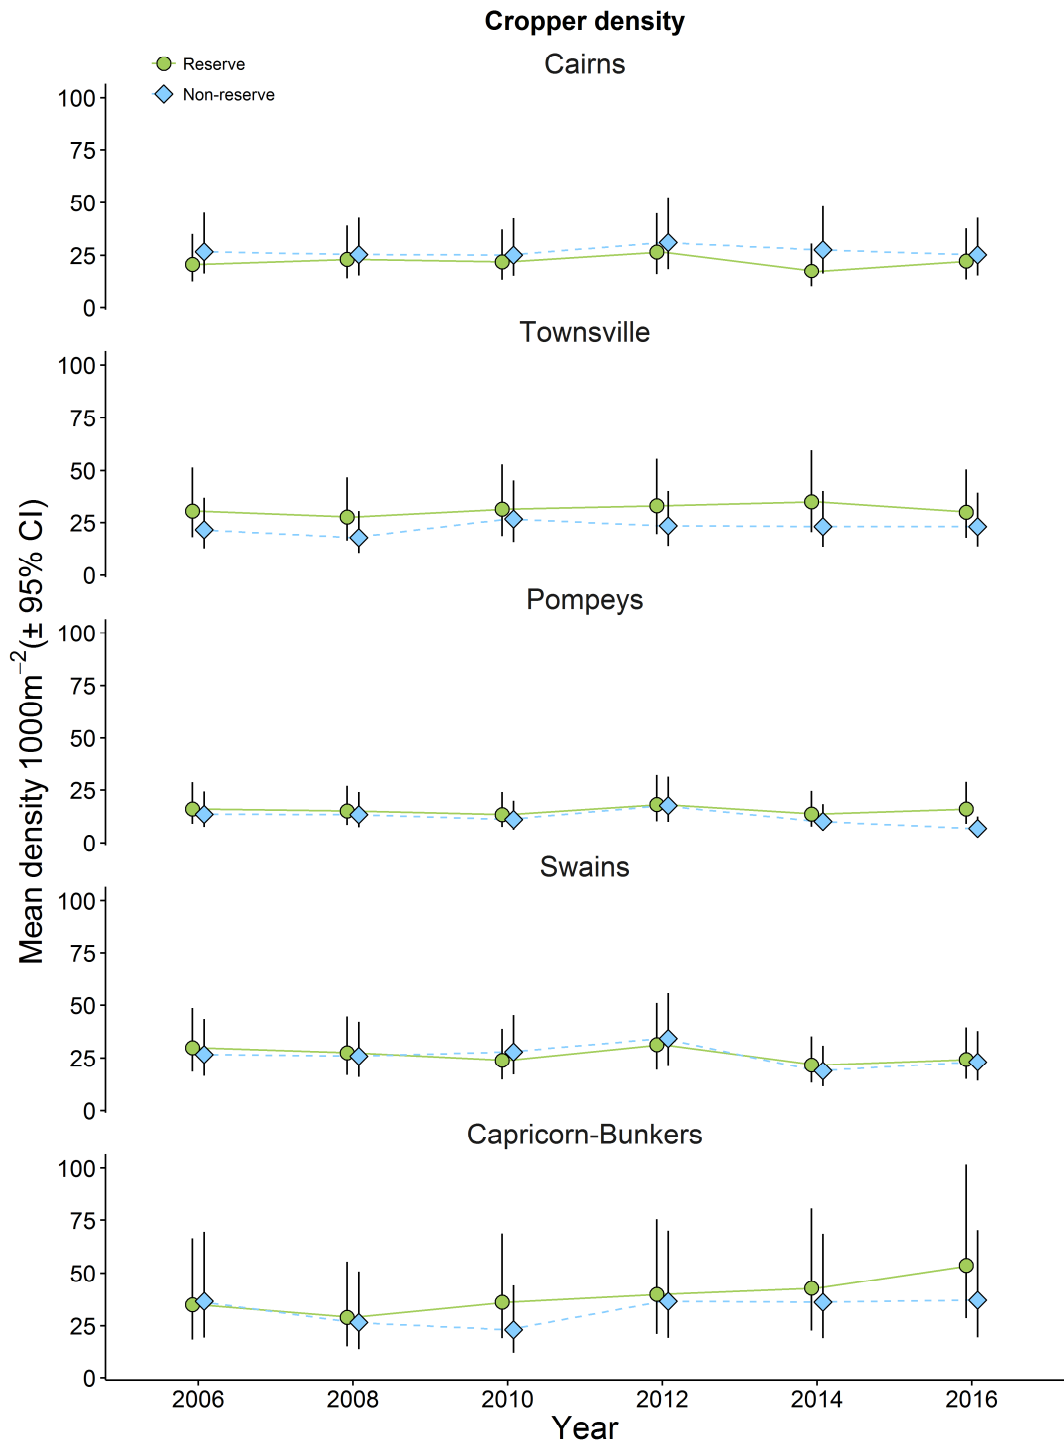 Cropper density
Reserve
Non-reserve
Cairns
100
75
50
25
0
Townsville
100
75
50
25
0
Pompeys
100
75
50
25
0
Swains
100
75
50
25
0
Capricorn-Bunkers
100
75
50
25
0
2006 2008 2010 2012 2014 2016
Year
Mean density 1000m⁻²(± 95% CI)